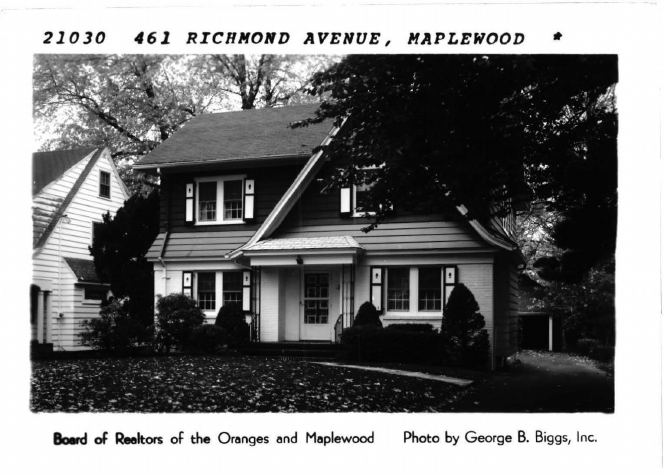 21030 461 RICHMOND AVENUE, MAPLEWOOD *
Board of Realtors of the Oranges and Maplewood Photo by George B. Biggs, Inc.